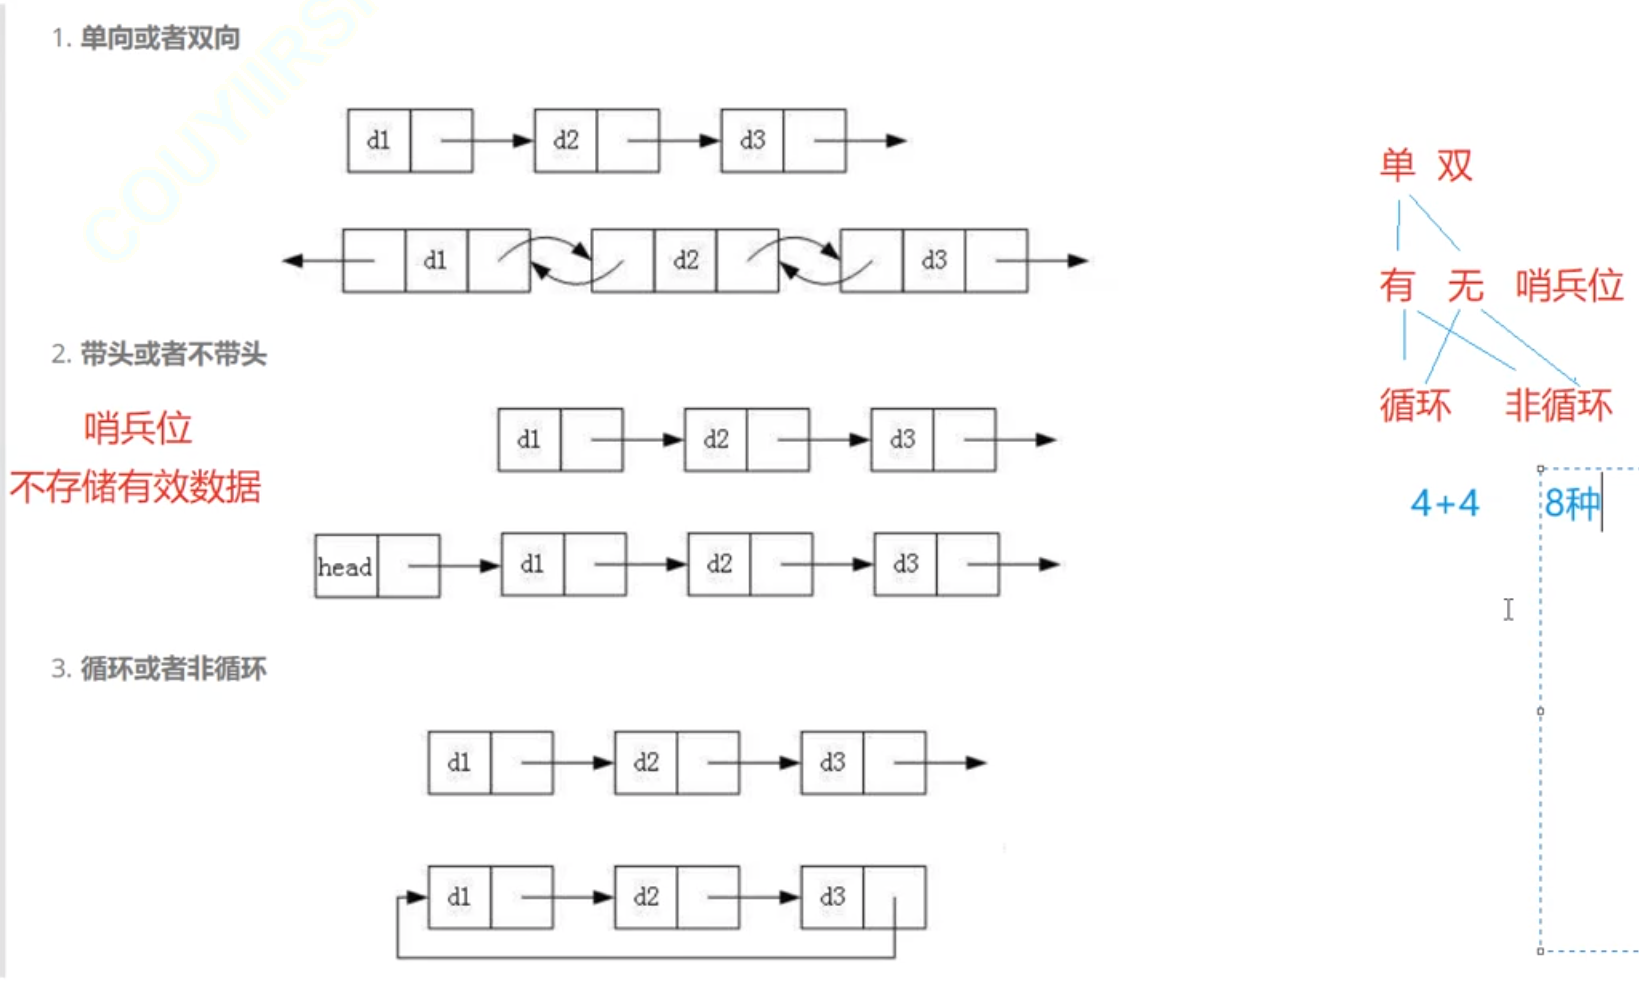 1. 单向或者双向
d1 d2 d3
d1 d2 d3
2. 带头或者不带头
哨兵位
不存储有效数据
d1 d2 d3
head d1 d2 d3
3. 循环或者非循环
d1 d2 d3
d1 d2 d3
单 双
有 无 哨兵位
循环 非循环
4+4 8种